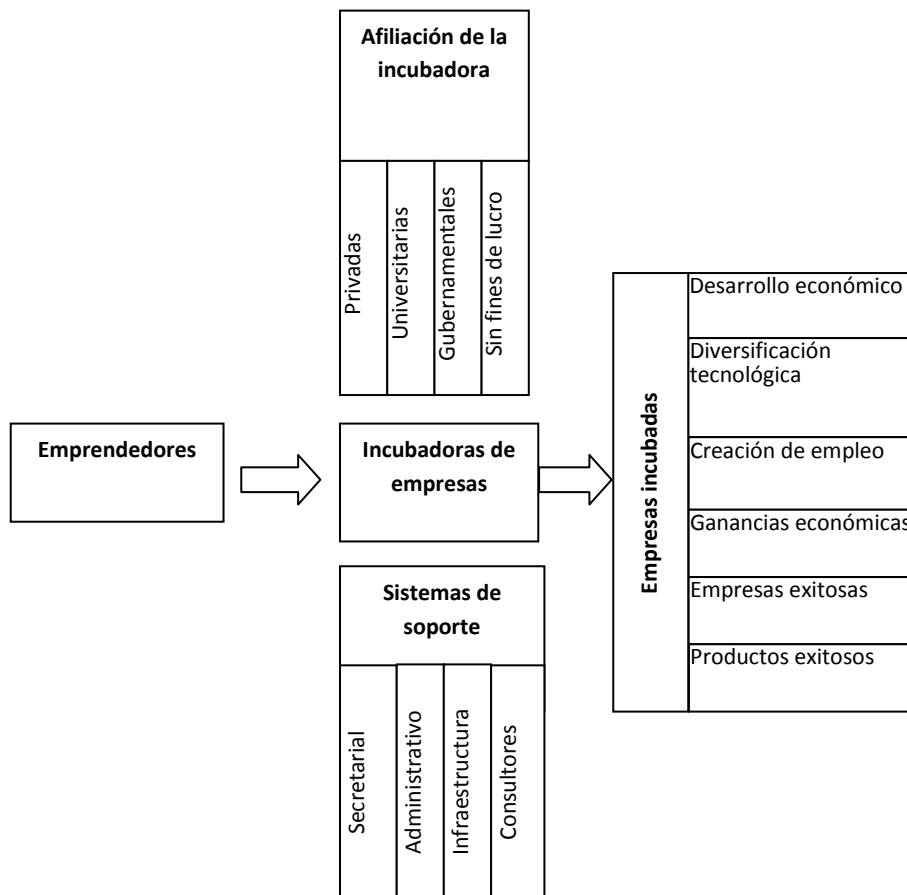 Afiliación de la
incubadora
Privadas
Universitarias
Gubernamentales
Sin fines de lucro
Emprendedores
Incubadoras de
empresas
Sistemas de
soporte
Secretarial
Administrativo
Infraestructura
Consultores
Empresas incubadas
Desarrollo económico
Diversificación
tecnológica
Creación de empleo
Ganancias económicas
Empresas exitosas
Productos exitosos